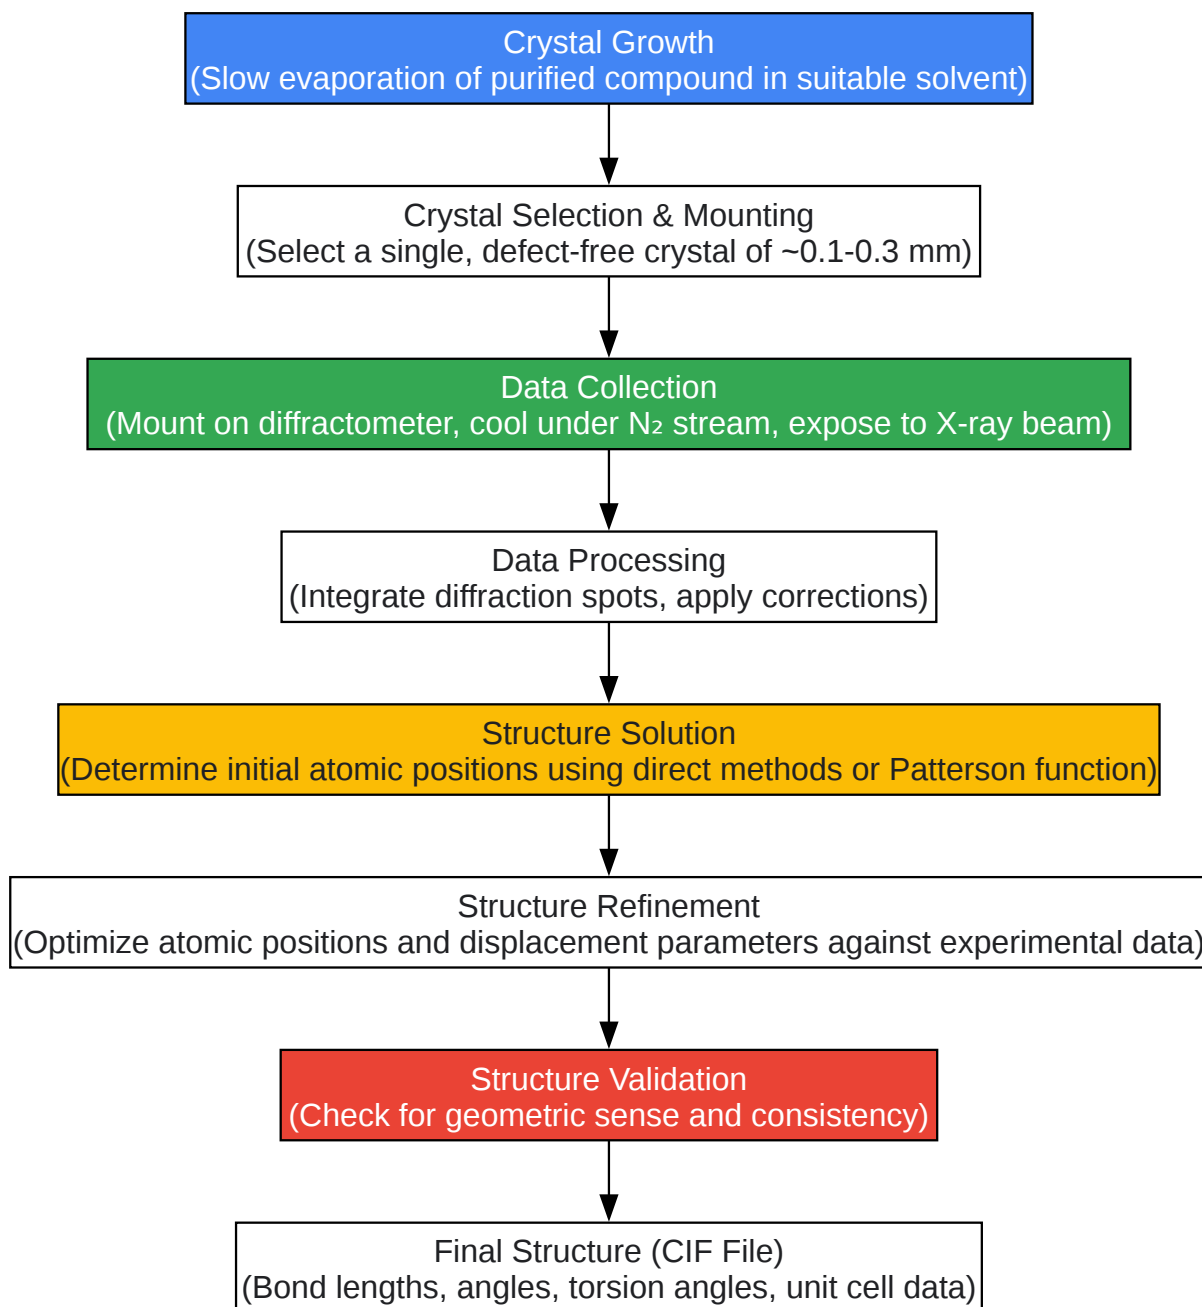 Crystal Growth
(Slow evaporation of purified compound in suitable solvent)
Crystal Selection & Mounting
(Select a single, defect-free crystal of ~0.1-0.3 mm)
Data Collection
(Mount on diffractometer, cool under N₂ stream, expose to X-ray beam)
Data Processing
(Integrate diffraction spots, apply corrections)
Structure Solution
(Determine initial atomic positions using direct methods or Patterson function)
Structure Refinement
(Optimize atomic positions and displacement parameters against experimental data)
Structure Validation
(Check for geometric sense and consistency)
Final Structure (CIF File)
(Bond lengths, angles, torsion angles, unit cell data)